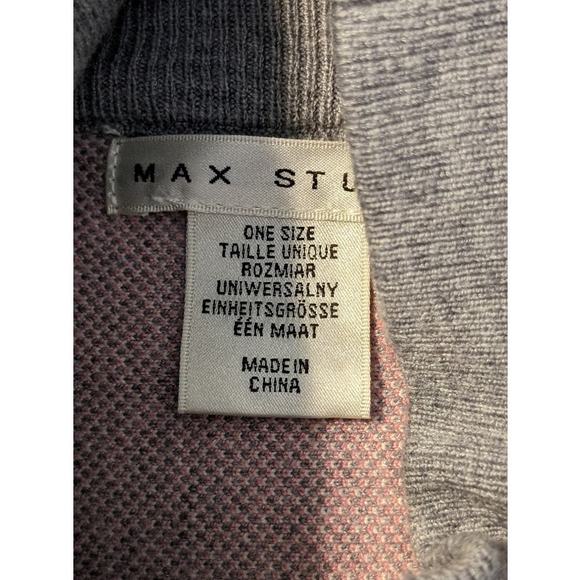 MAX STU
ONE SIZE
TAILLE UNIQUE
ROZMIAR
UNIWERSALNY
EINHEITSGRÖSSE
ÉÉN MAAT
MADE IN
CHINA